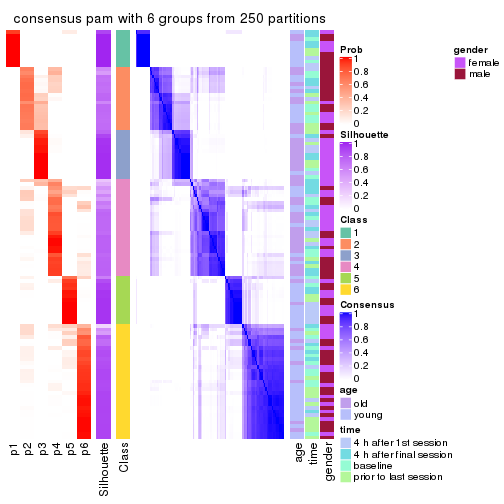 consensus pam with 6 groups from 250 partitions
Prob
1
0.8
0.6
0.4
0.2
0
Silhouette
1
0.8
0.6
0.4
0.2
0
Class
1
2
3
4
5
6
Consensus
1
0.8
0.6
0.4
0.2
0
age
old
young
time
4 h after 1st session
4 h after final session
baseline
prior to last session
gender
female
male
p1
p2
p3
p4
p5
p6
Silhouette
Class
age
time
gender